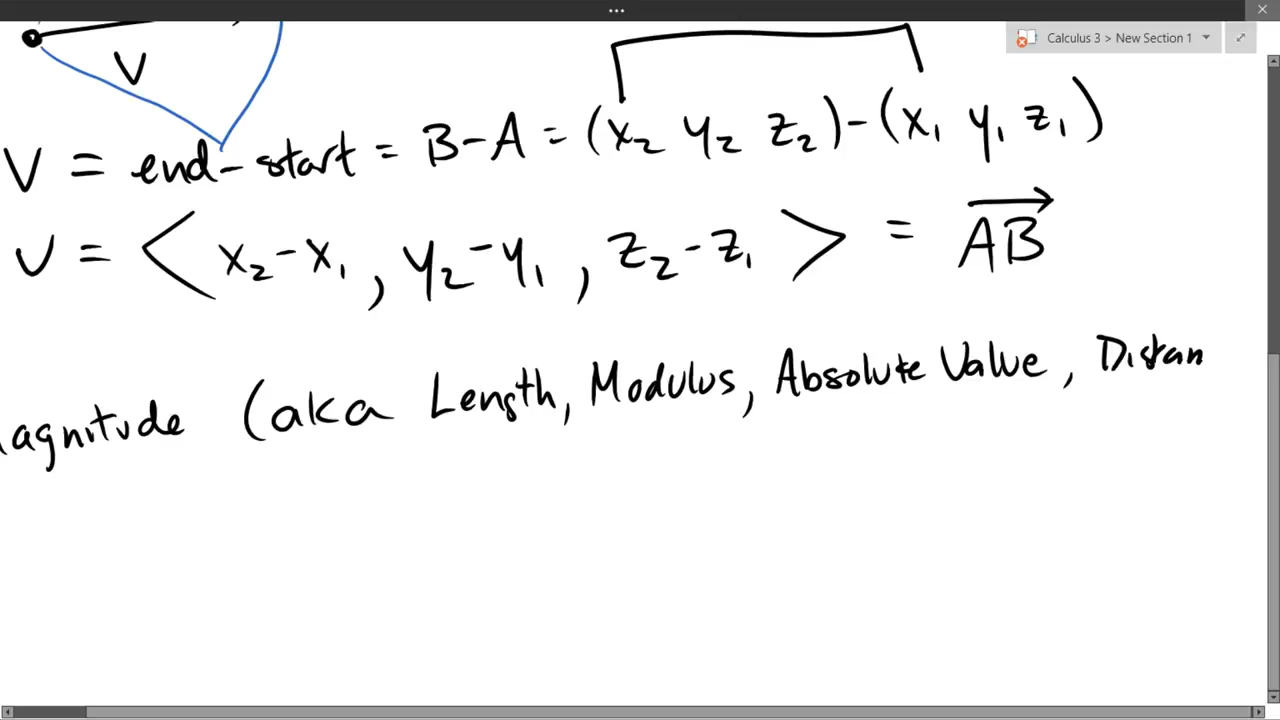 Calculus 3 > New Section 1
V
V = end - start = B - A = (x₂ y₂ z₂) - (x₁ y₁ z₁)
V = < x₂ - x₁ , y₂ - y₁ , z₂ - z₁ > = \overrightarrow{AB}
agnitude (aka Length, Modulus, Absolute Value, Distan